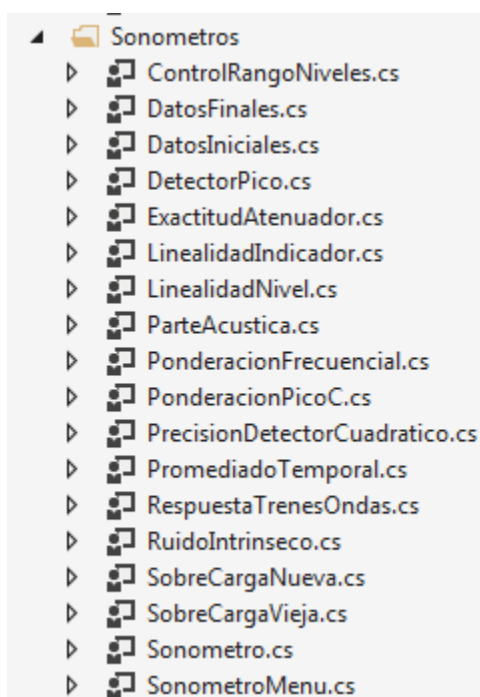 Sonometros
ControlRangoNiveles.cs
DatosFinales.cs
DatosIniciales.cs
DetectorPico.cs
ExactitudAtenuador.cs
LinealidadIndicador.cs
LinealidadNivel.cs
ParteAcustica.cs
PonderacionFrecuencial.cs
PonderacionPicoC.cs
PrecisionDetectorCuadratico.cs
PromediadoTemporal.cs
RespuestaTrenesOndas.cs
RuidoIntrinseco.cs
SobreCargaNueva.cs
SobreCargaVieja.cs
Sonometro.cs
SonometroMenu.cs